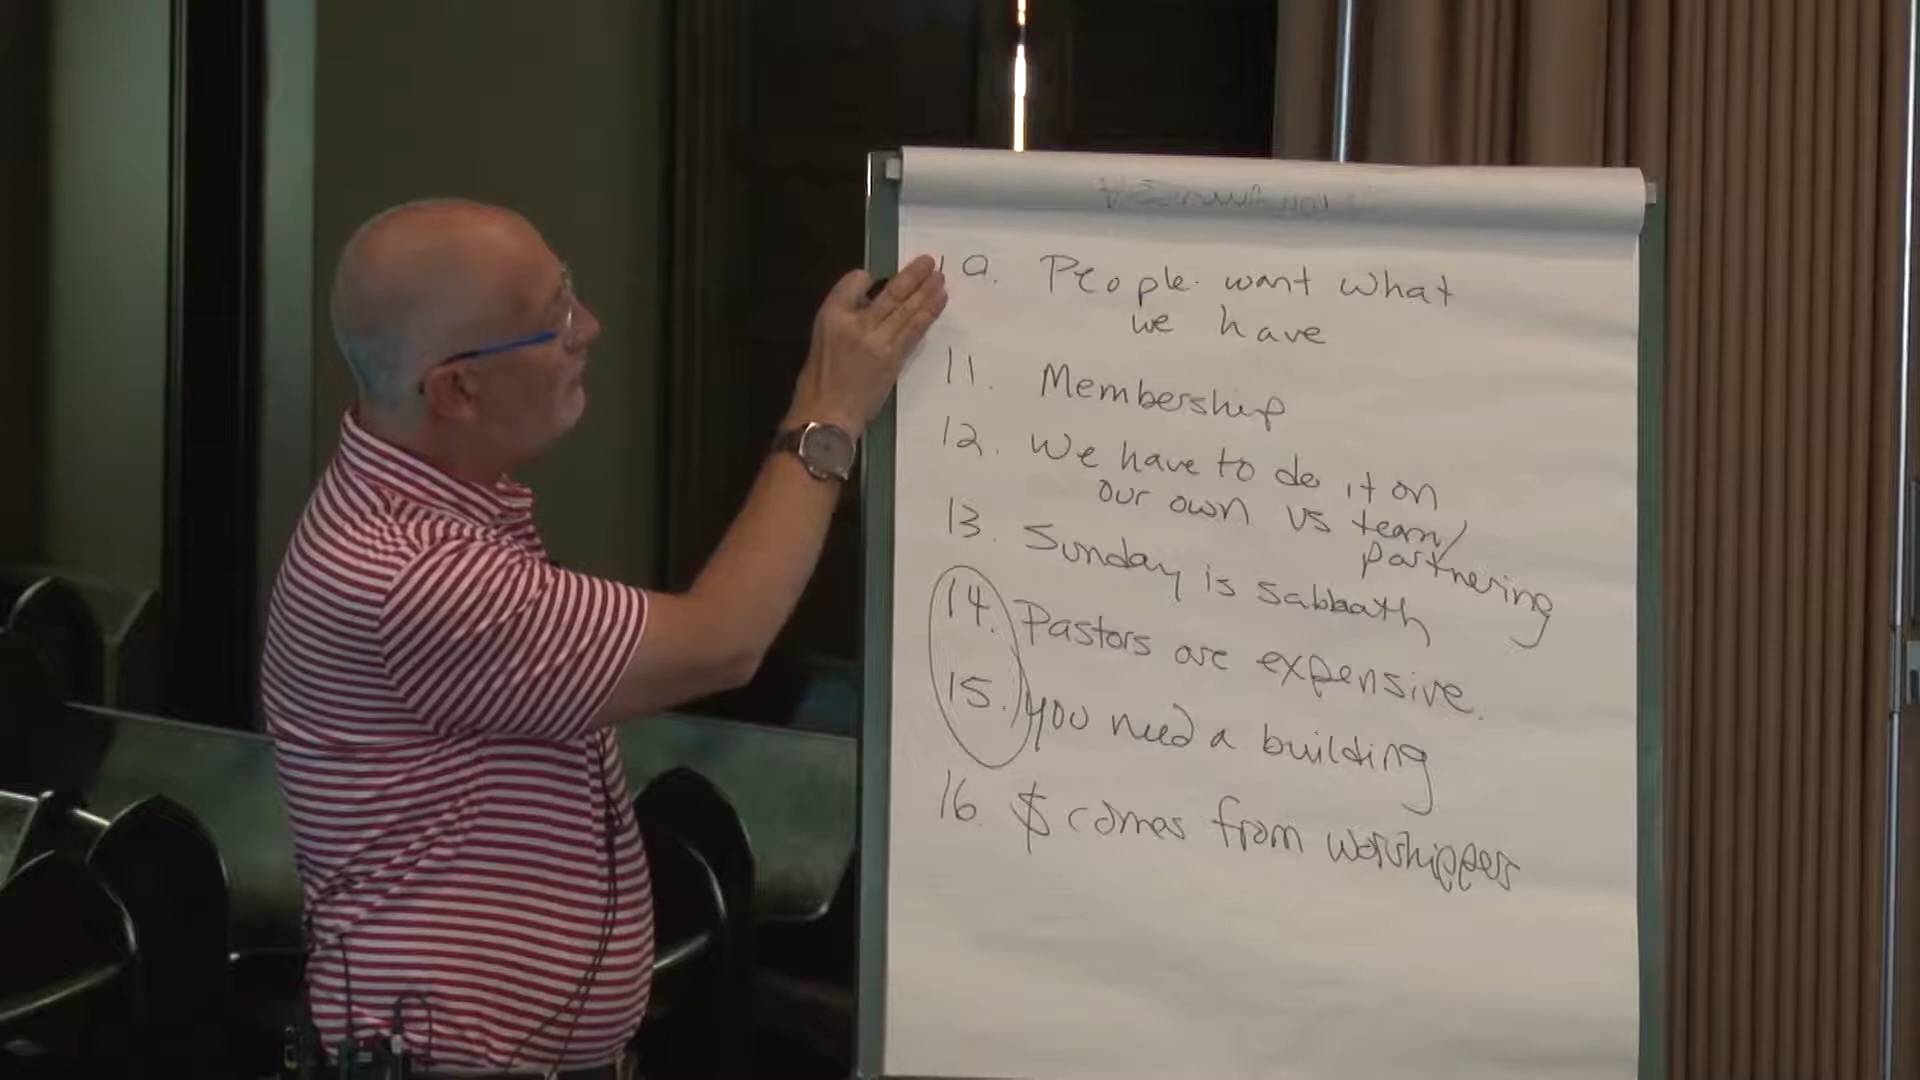 10. People want what
we have
11. Membership
12. We have to do it on
our own vs team/
partnering
13. Sunday is sabbath
14. Pastors are expensive.
15. you need a building
16. $ comes from worshippers